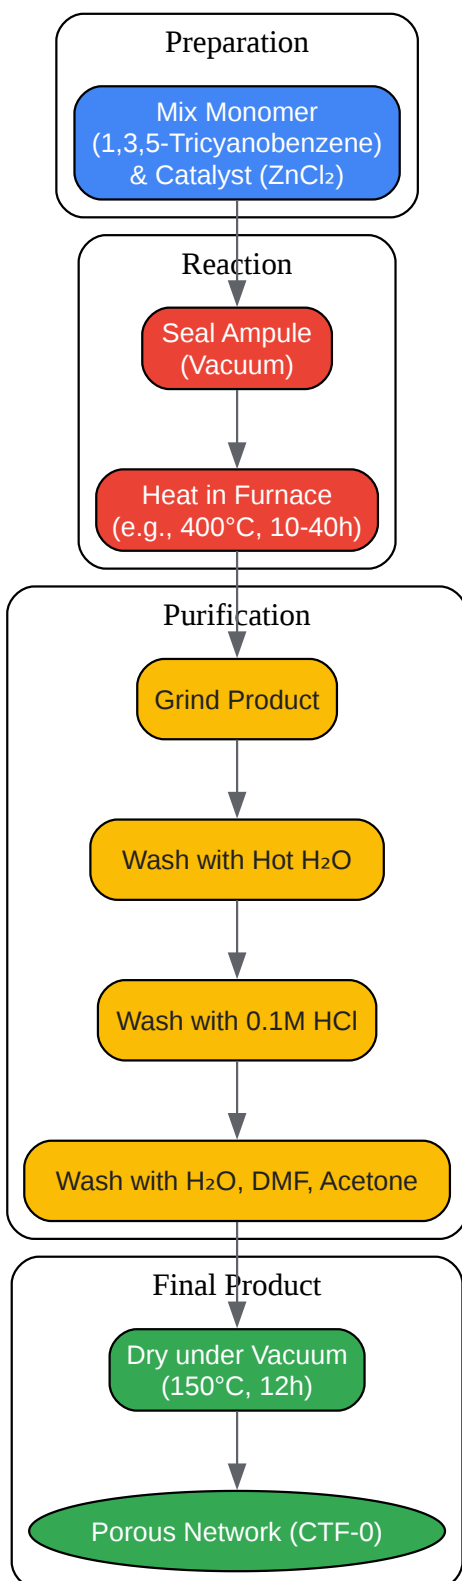 Preparation
Mix Monomer
(1,3,5-Tricyanobenzene)
& Catalyst (ZnCl₂)
Reaction
Seal Ampule
(Vacuum)
Heat in Furnace
(e.g., 400°C, 10-40h)
Purification
Grind Product
Wash with Hot H₂O
Wash with 0.1M HCl
Wash with H₂O, DMF, Acetone
Final Product
Dry under Vacuum
(150°C, 12h)
Porous Network (CTF-0)